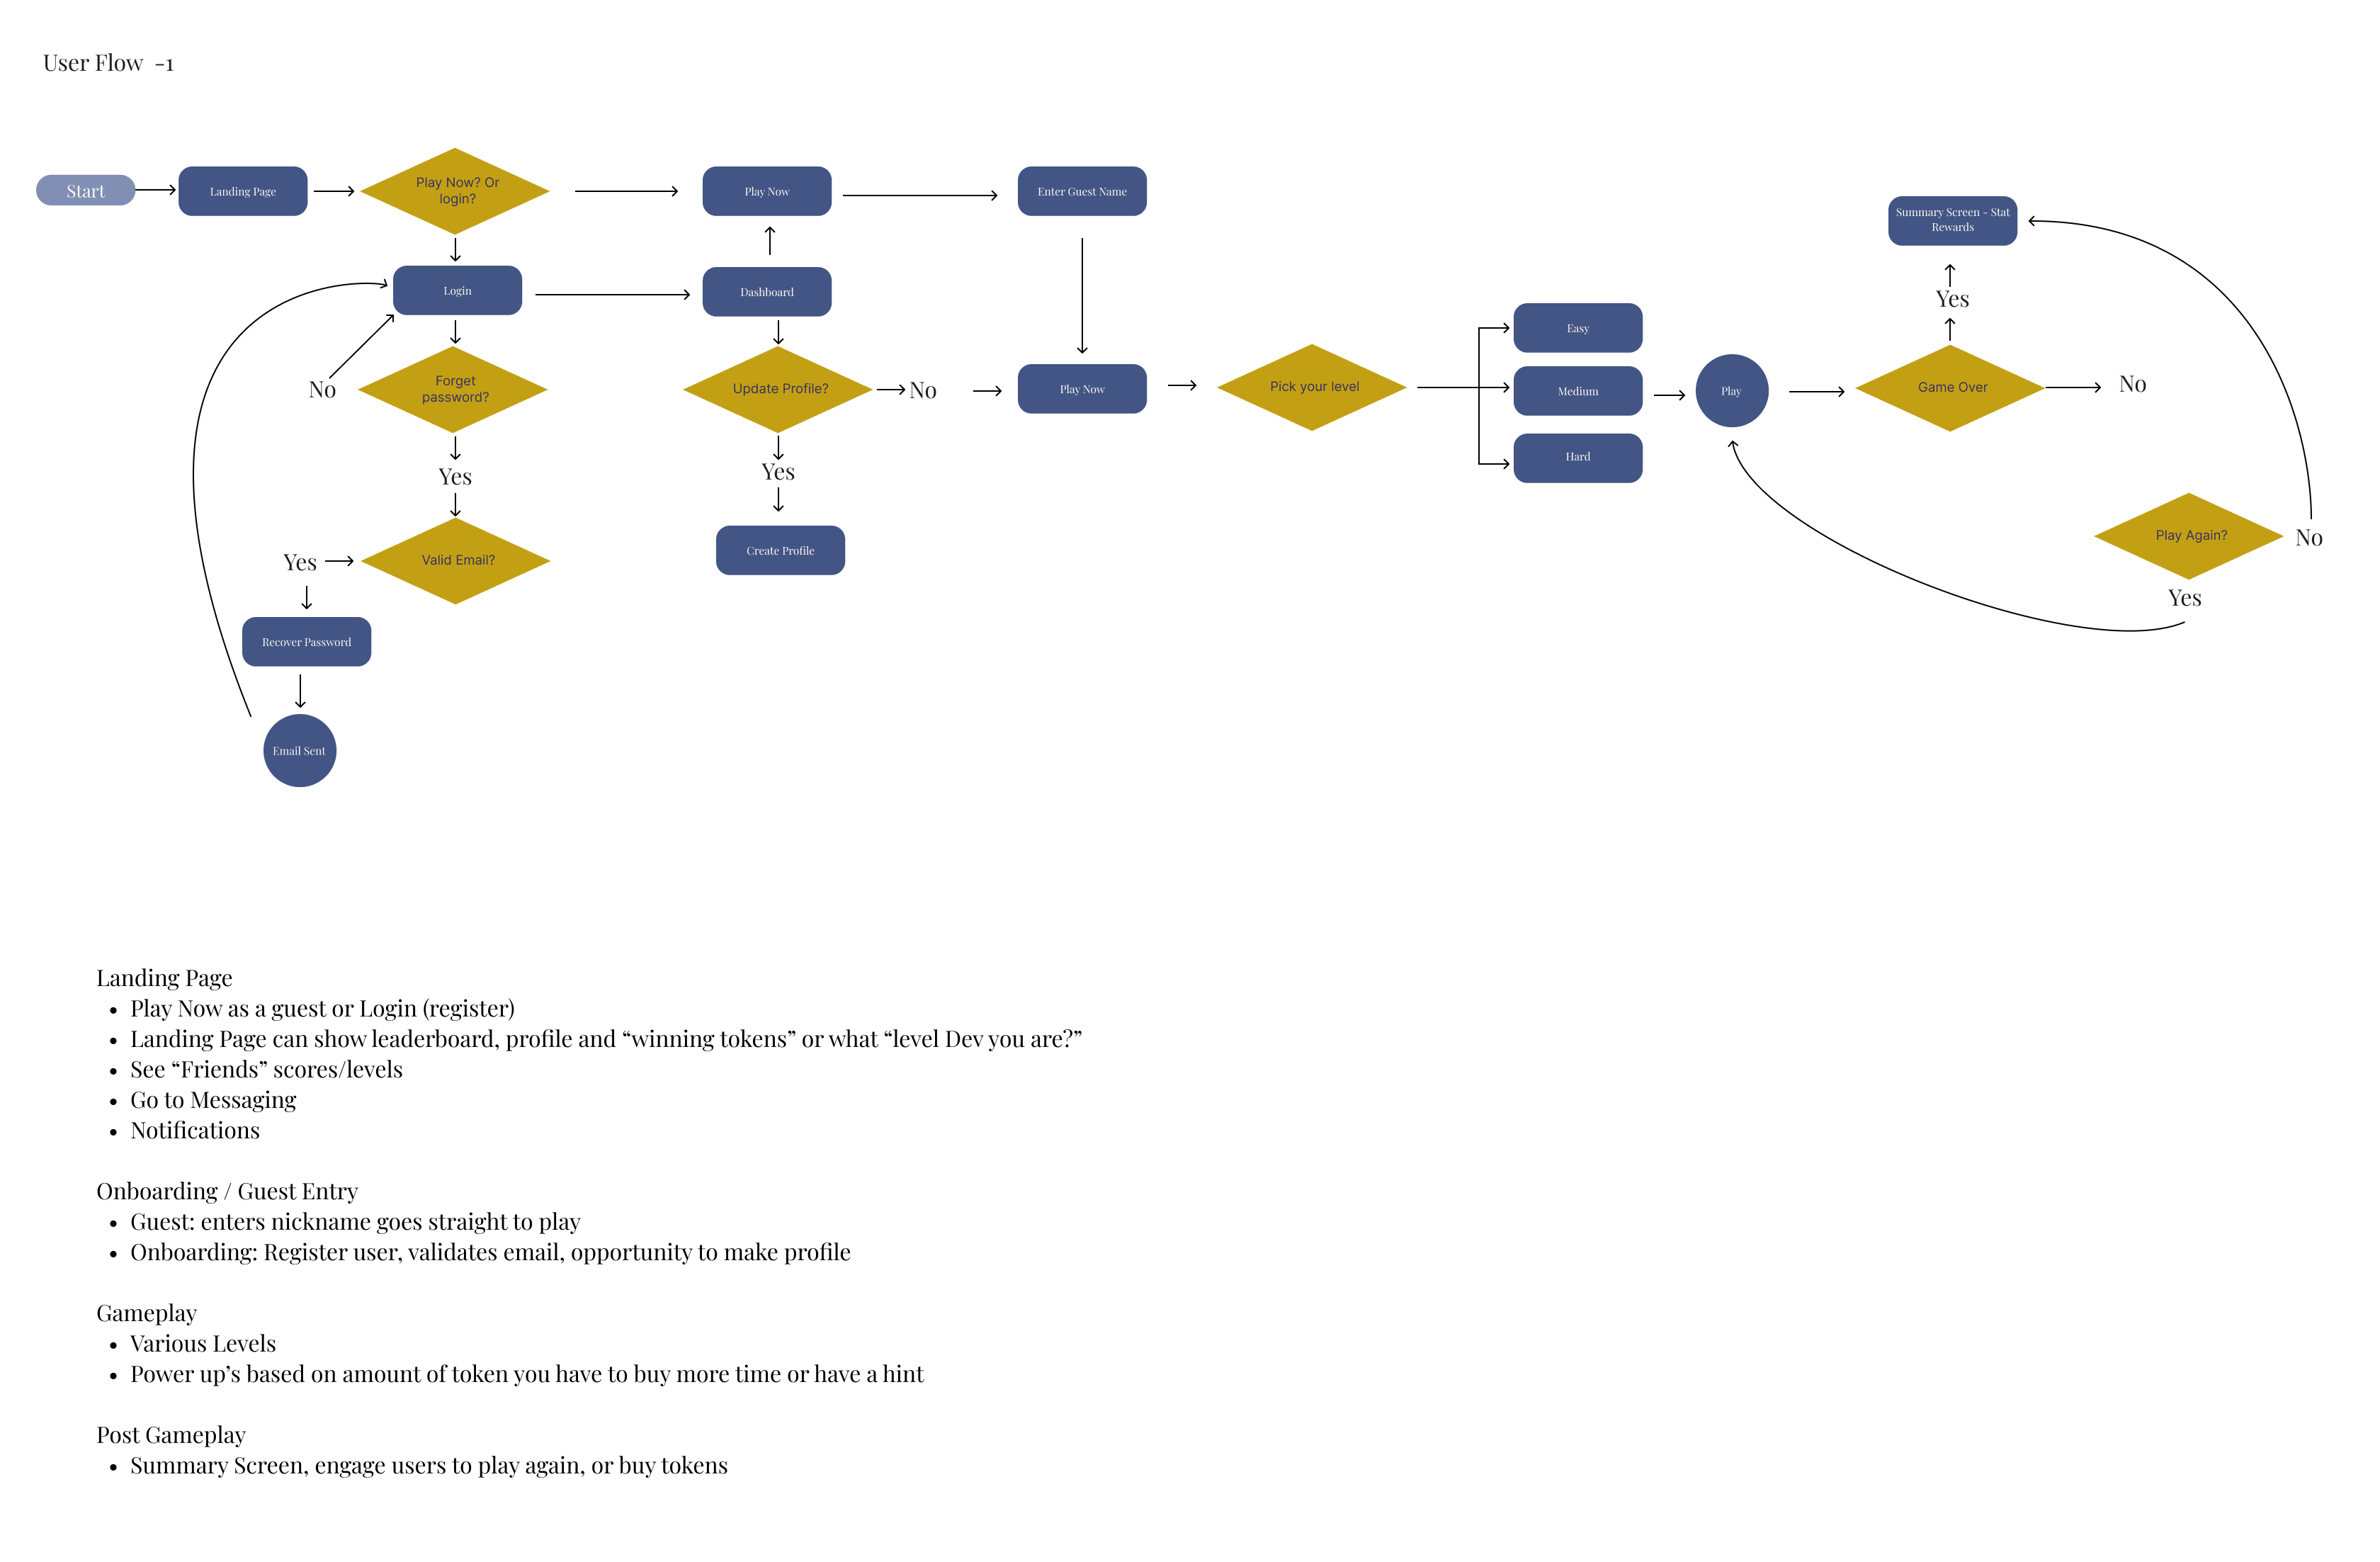 User Flow -1
Start
Landing Page
Play Now? Or
login?
Play Now
Enter Guest Name
Summary Screen - Stat
Rewards
Login
Dashboard
Yes
Easy
No
Forget
password?
Update Profile?
No
Play Now
Pick your level
Medium
Play
Game Over
No
Hard
Yes
Yes
Create Profile
Play Again?
No
Yes
Valid Email?
Yes
Recover Password
Email Sent
Landing Page
• Play Now as a guest or Login (register)
• Landing Page can show leaderboard, profile and “winning tokens” or what “level Dev you are?”
• See “Friends” scores/levels
• Go to Messaging
• Notifications
Onboarding / Guest Entry
• Guest: enters nickname goes straight to play
• Onboarding: Register user, validates email, opportunity to make profile
Gameplay
• Various Levels
• Power up’s based on amount of token you have to buy more time or have a hint
Post Gameplay
• Summary Screen, engage users to play again, or buy tokens